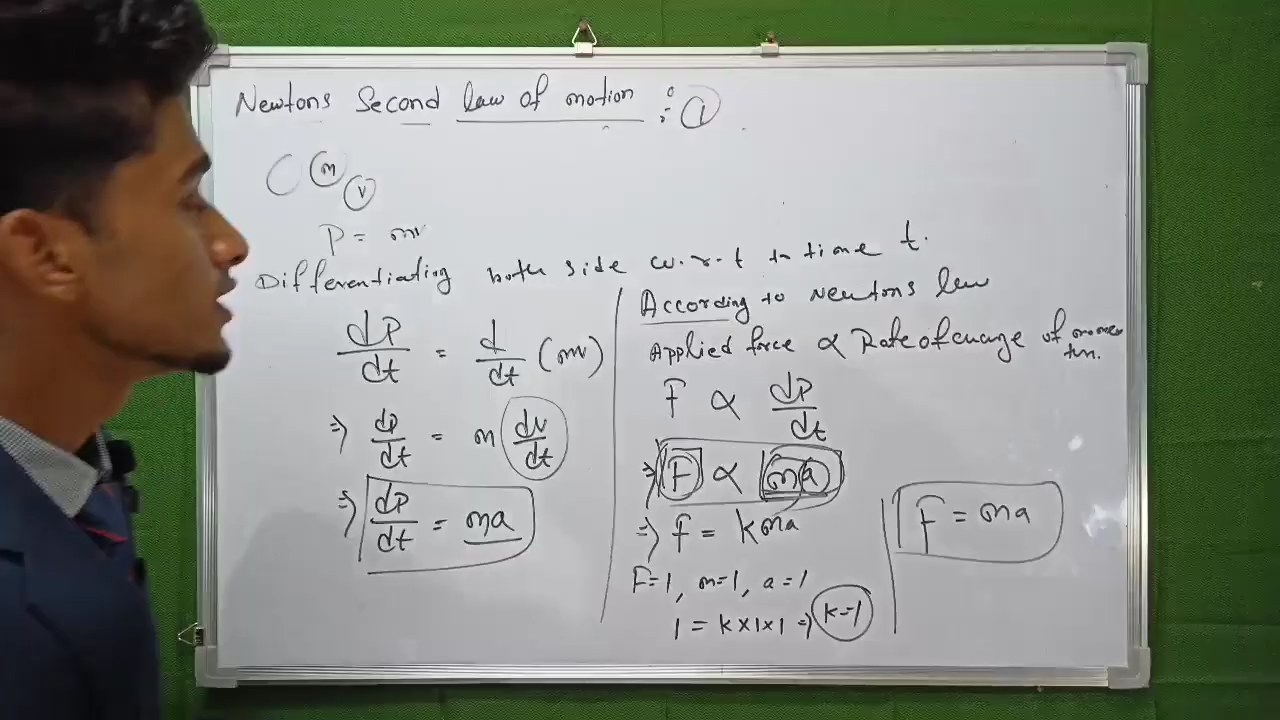 Newtons Second law of motion : 1
m
v
P = mv
Differentiating both side w.r.t to time t.
dP/dt = d/dt (mv)
⇒ dp/dt = m dv/dt
⇒ dP/dt = ma
According to Newtons law
Applied force ∝ Rate of change of momentum.
F ∝ dP/dt
⇒ F ∝ ma
⇒ F = kma
F=1, m=1, a=1
1 = k×1×1 ⇒ k=1
F = ma